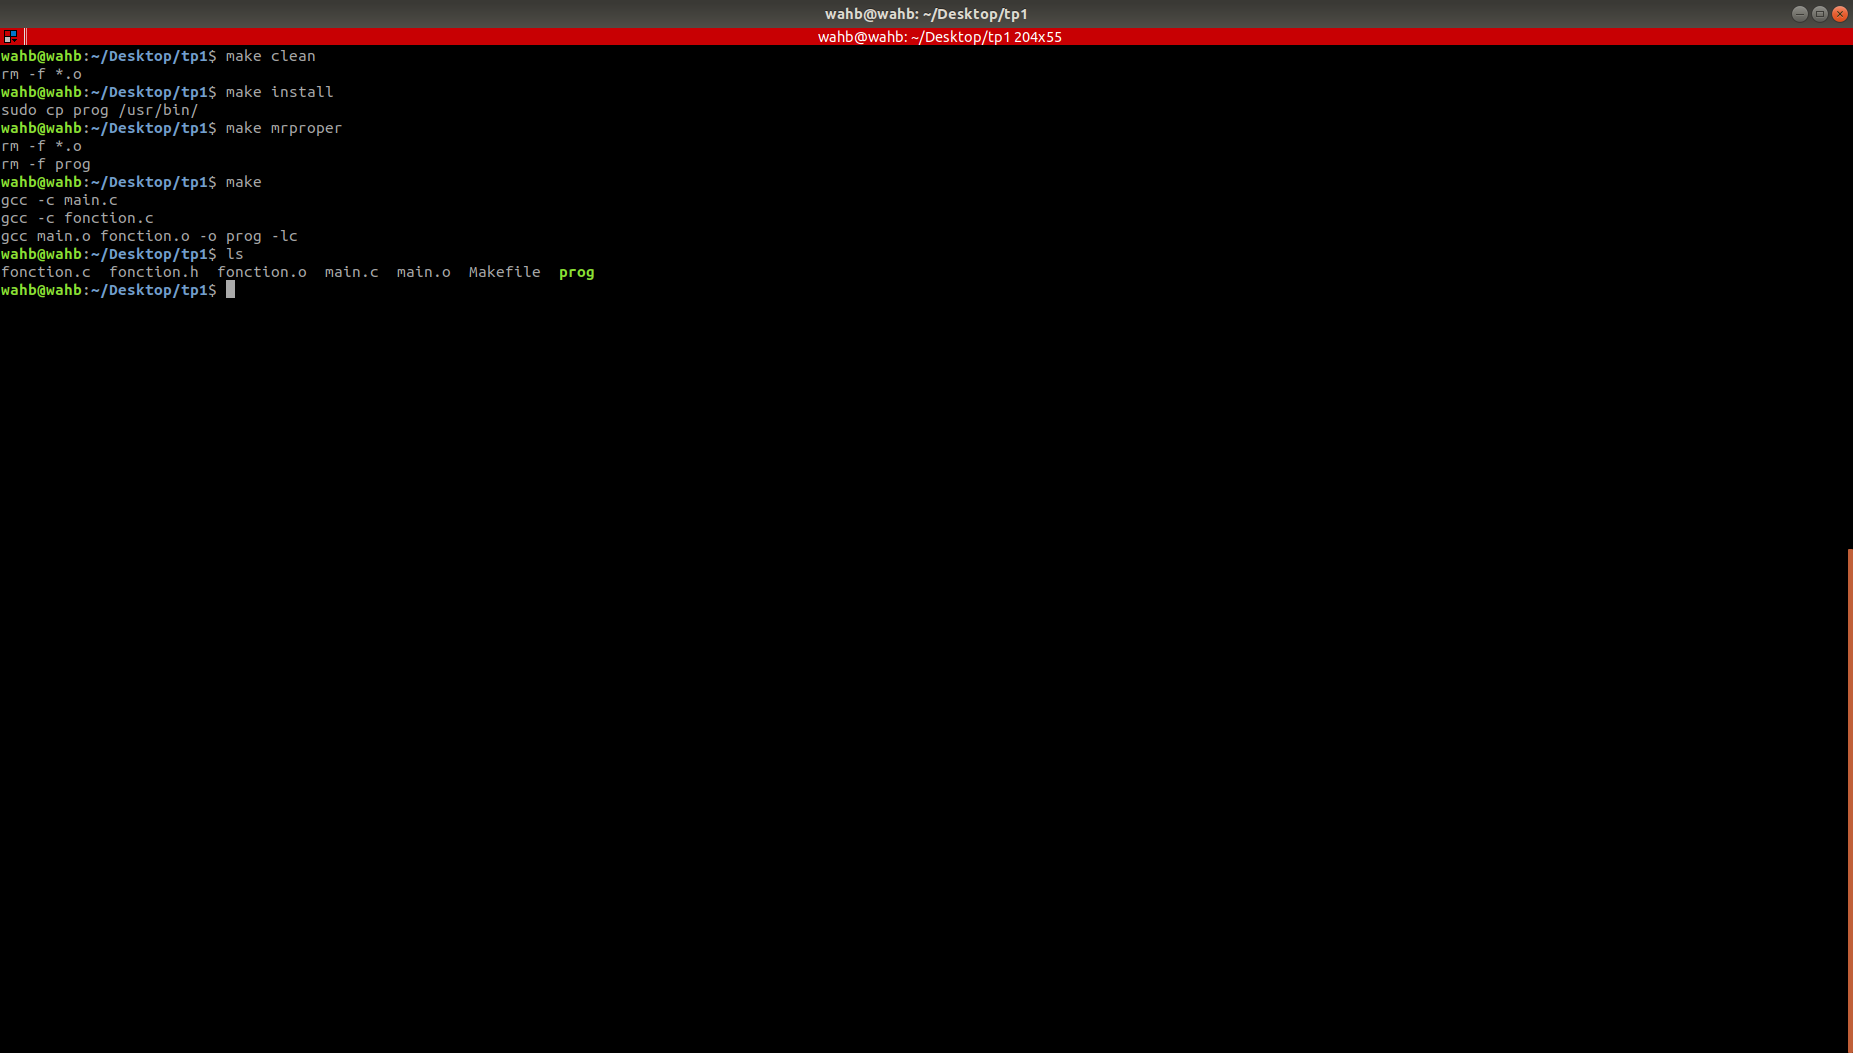 wahb@wahb: ~/Desktop/tp1
wahb@wahb: ~/Desktop/tp1 204x55
wahb@wahb:~/Desktop/tp1$ make clean
rm -f *.o
wahb@wahb:~/Desktop/tp1$ make install
sudo cp prog /usr/bin/
wahb@wahb:~/Desktop/tp1$ make mrproper
rm -f *.o
rm -f prog
wahb@wahb:~/Desktop/tp1$ make
gcc -c main.c
gcc -c fonction.c
gcc main.o fonction.o -o prog -lc
wahb@wahb:~/Desktop/tp1$ ls
fonction.c  fonction.h  fonction.o  main.c  main.o  Makefile  prog
wahb@wahb:~/Desktop/tp1$